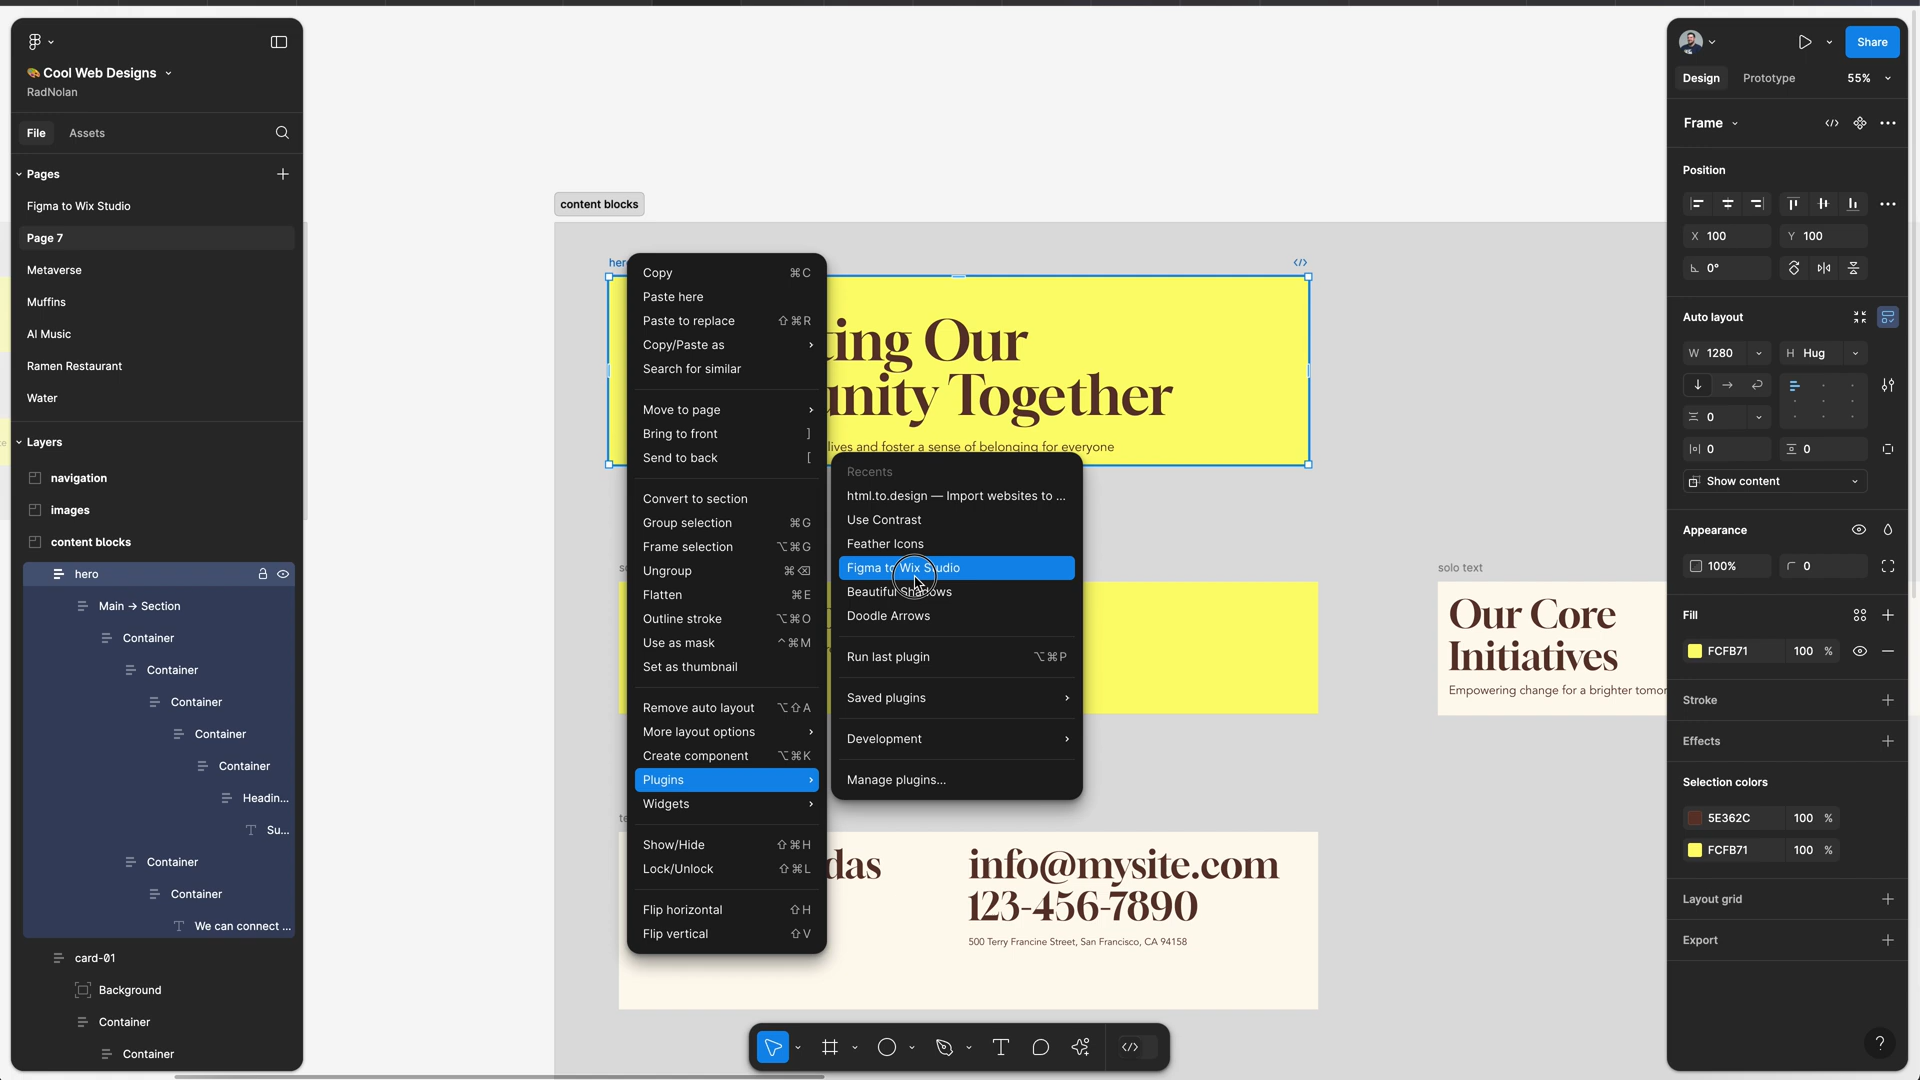 Cool Web Designs
RadNolan
File
Assets
Pages
Figma to Wix Studio
Page 7
Metaverse
Muffins
AI Music
Ramen Restaurant
Water
Layers
navigation
images
content blocks
hero
Main → Section
Container
Container
Container
Container
Container
Headin...
Su...
Container
Container
We can connect ...
card-01
Background
Container
Container
content blocks
her
ting Our
unity Together
lives and foster a sense of belonging for everyone
Copy ⌘C
Paste here
Paste to replace ⇧⌘R
Copy/Paste as
Search for similar
Move to page
Bring to front ]
Send to back [
Convert to section
Group selection ⌘G
Frame selection ⌥⌘G
Ungroup ⌘⌫
Flatten ⌘E
Outline stroke ⌥⌘O
Use as mask ^⌘M
Set as thumbnail
Remove auto layout ⌥⇧A
More layout options
Create component ⌥⌘K
Plugins
Widgets
Show/Hide ⇧⌘H
Lock/Unlock ⇧⌘L
Flip horizontal ⇧H
Flip vertical ⇧V
Recents
html.to.design — Import websites to ...
Use Contrast
Feather Icons
Figma to Wix Studio
Beautiful Shadows
Doodle Arrows
Run last plugin ⌥⌘P
Saved plugins
Development
Manage plugins...
solo text
Our Core
Initiatives
Empowering change for a brighter tomor
das
info@mysite.com
123-456-7890
500 Terry Francine Street, San Francisco, CA 94158
Share
Design
Prototype
55%
Frame
Position
X 100
Y 100
0°
Auto layout
W 1280
H Hug
0
0
0
Show content
Appearance
100%
0
Fill
FCFB71 100 %
Stroke
Effects
Selection colors
5E362C 100 %
FCFB71 100 %
Layout grid
Export
?